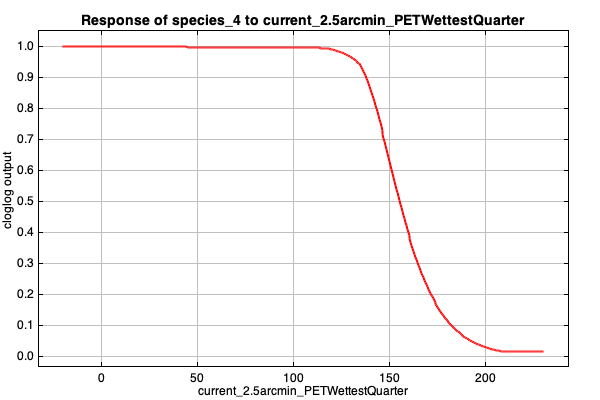 Response of species_4 to current_2.5arcmin_PETWettestQuarter
1.0
0.9
0.8
0.7
0.6
0.5
0.4
0.3
0.2
0.1
0.0
cloglog output
0 50 100 150 200
current_2.5arcmin_PETWettestQuarter